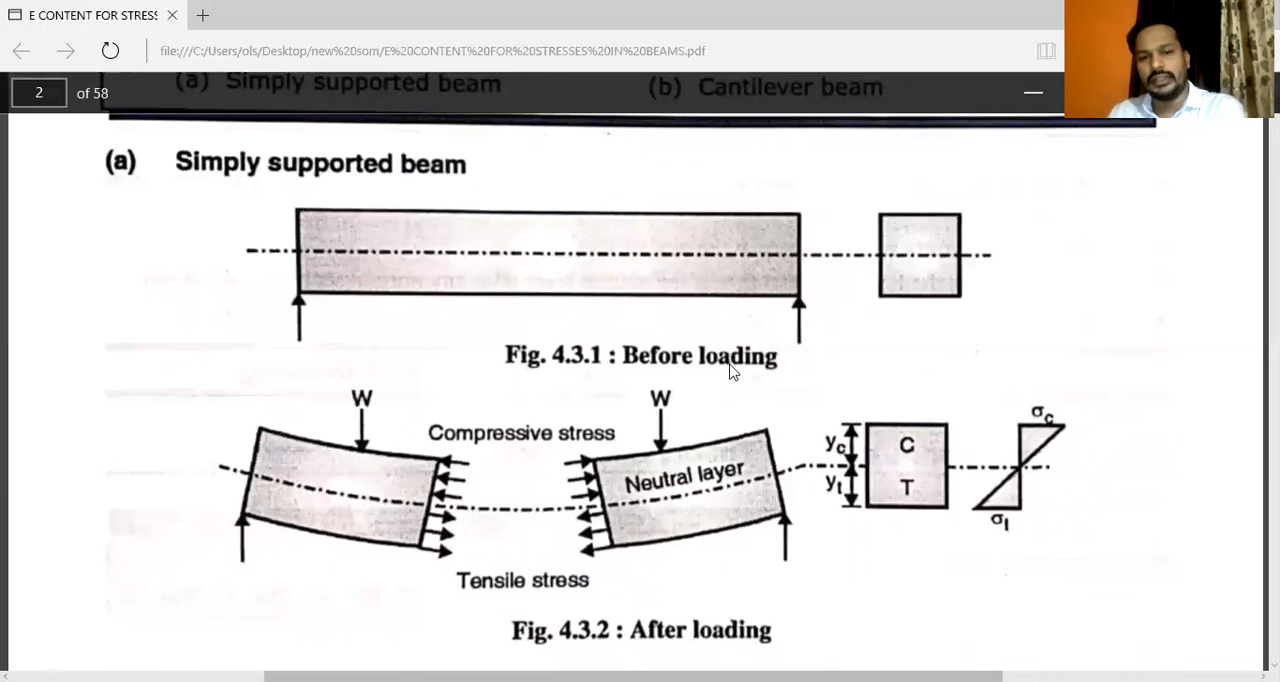 E CONTENT FOR STRESS
file:///C:/Users/ols/Desktop/new%20som/E%20CONTENT%20FOR%20STRESSES%20IN%20BEAMS.pdf
2 of 58
(a) Simply supported beam (b) Cantilever beam
(a) Simply supported beam
Fig. 4.3.1 : Before loading
W W
Compressive stress
Neutral layer
Tensile stress
yc
yt
C
T
σc
σt
Fig. 4.3.2 : After loading